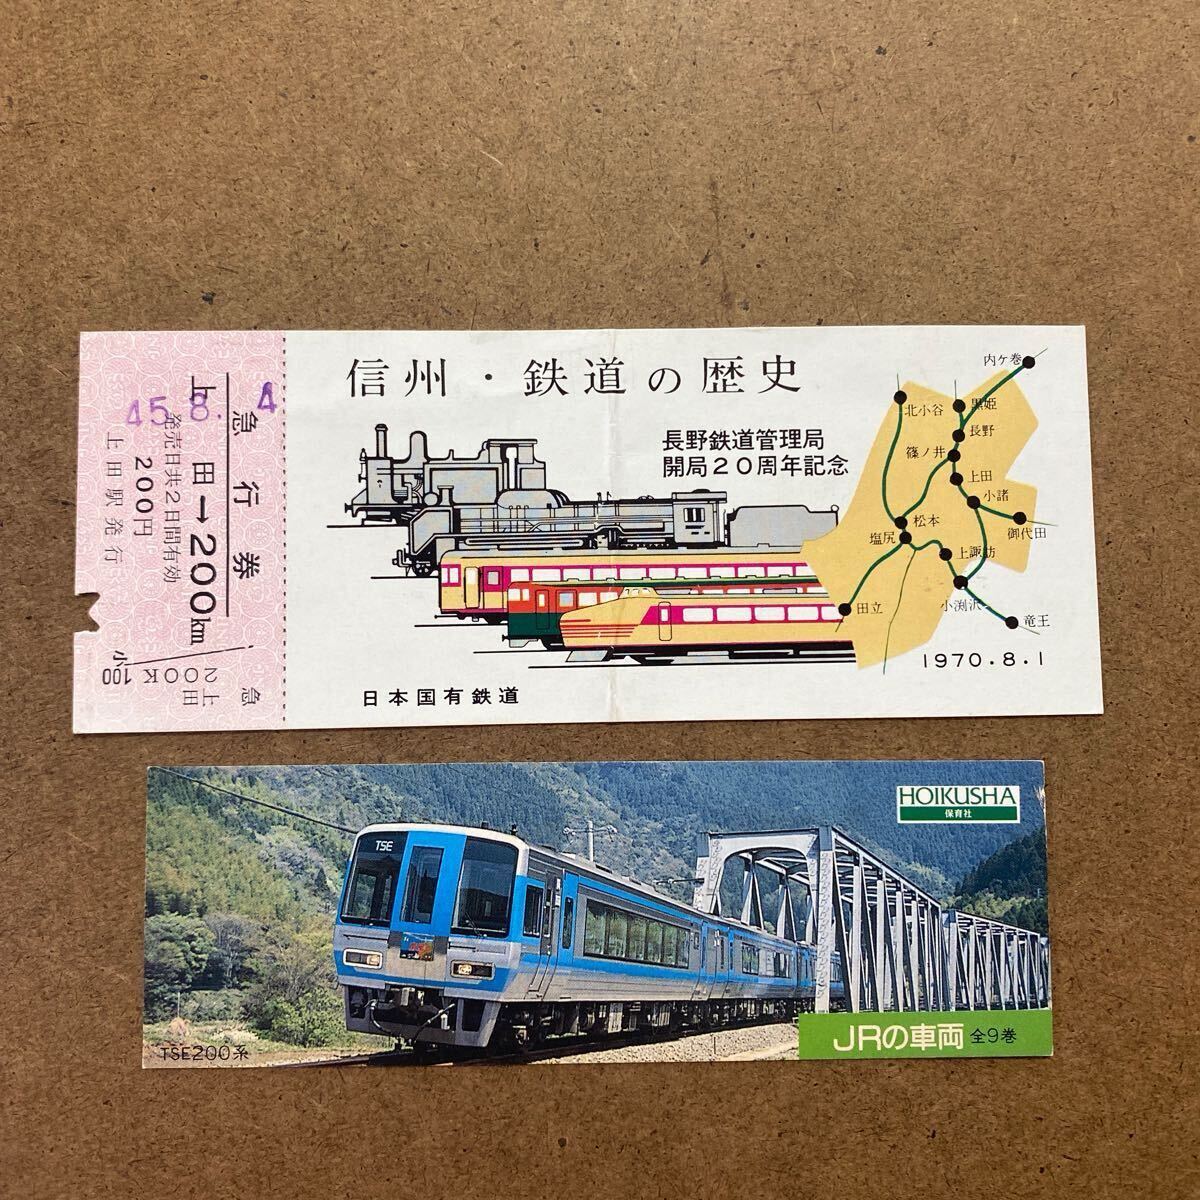 急行券
上田→200km
45.8.-4
発売日共2日間有効
200円
上田駅発行
急
上田
200K
小100
信州・鉄道の歴史
長野鉄道管理局
開局20周年記念
内ヶ巻
北小谷
黒姫
長野
篠ノ井
上田
小諸
松本
御代田
塩尻
上諏訪
小渕沢
田立
竜王
1970.8.1
日本国有鉄道
HOIKUSHA
保育社
TSE
TSE200系
JRの車両 全9巻